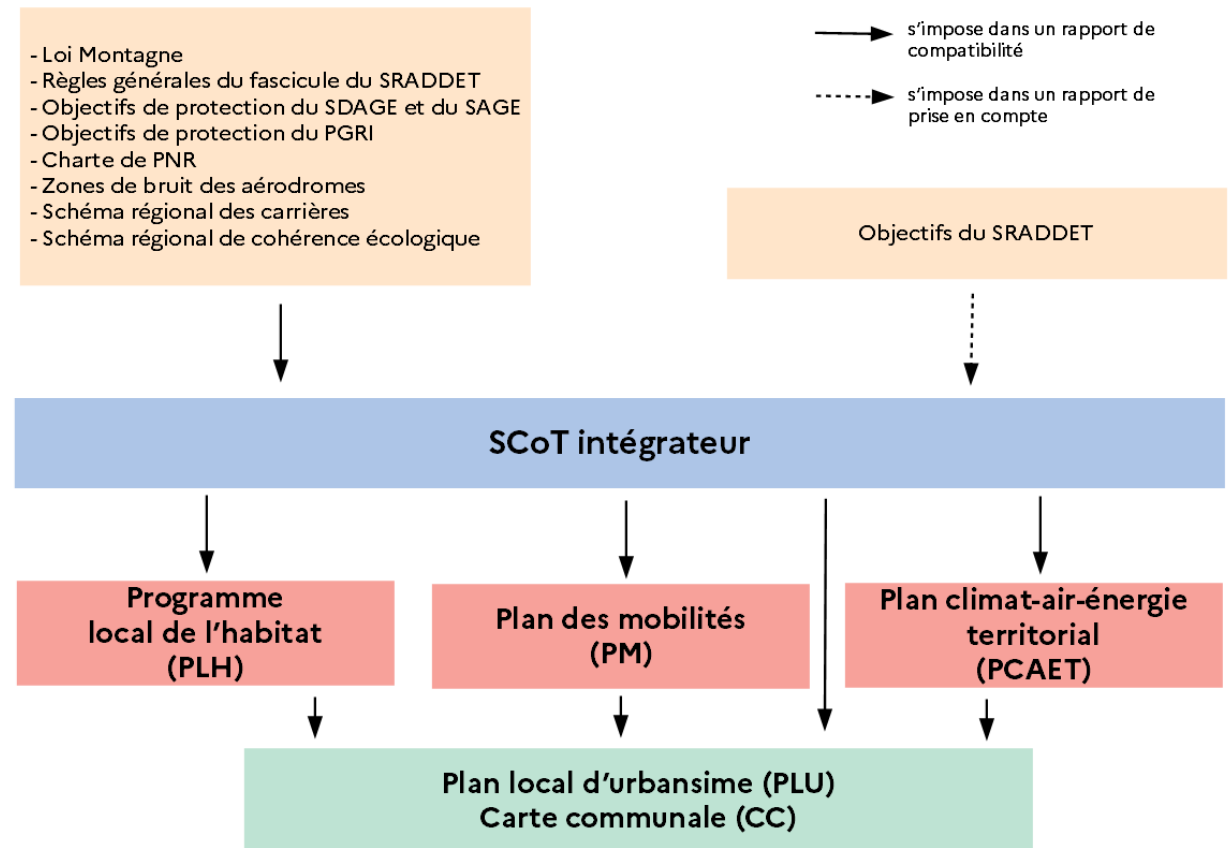 - Loi Montagne
- Règles générales du fascicule du SRADDET
- Objectifs de protection du SDAGE et du SAGE
- Objectifs de protection du PGRI
- Charte de PNR
- Zones de bruit des aérodromes
- Schéma régional des carrières
- Schéma régional de cohérence écologique
s'impose dans un rapport de
compatibilité
s'impose dans un rapport de
prise en compte
Objectifs du SRADDET
SCoT intégrateur
Programme
local de l'habitat
(PLH)
Plan des mobilités
(PM)
Plan climat-air-énergie
territorial
(PCAET)
Plan local d'urbansime (PLU)
Carte communale (CC)